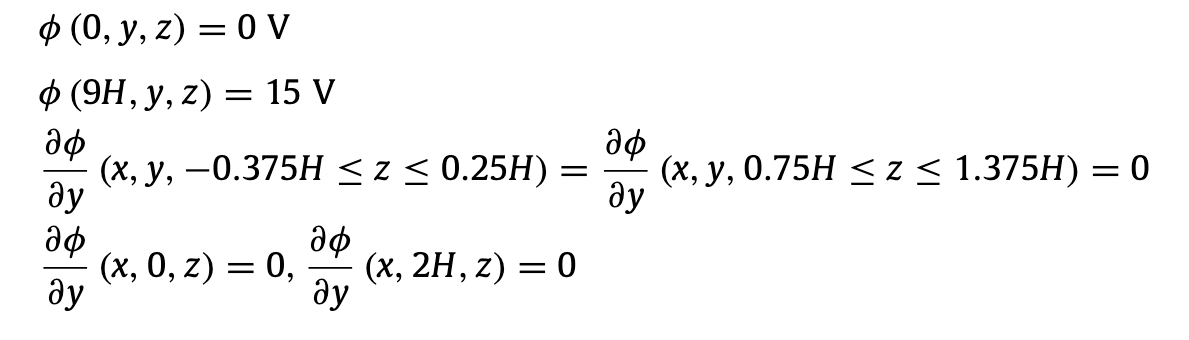 ϕ (0, y, z) = 0 V
ϕ (9H, y, z) = 15 V
∂ϕ/∂y (x, y, −0.375H ≤ z ≤ 0.25H) = ∂ϕ/∂y (x, y, 0.75H ≤ z ≤ 1.375H) = 0
∂ϕ/∂y (x, 0, z) = 0, ∂ϕ/∂y (x, 2H, z) = 0